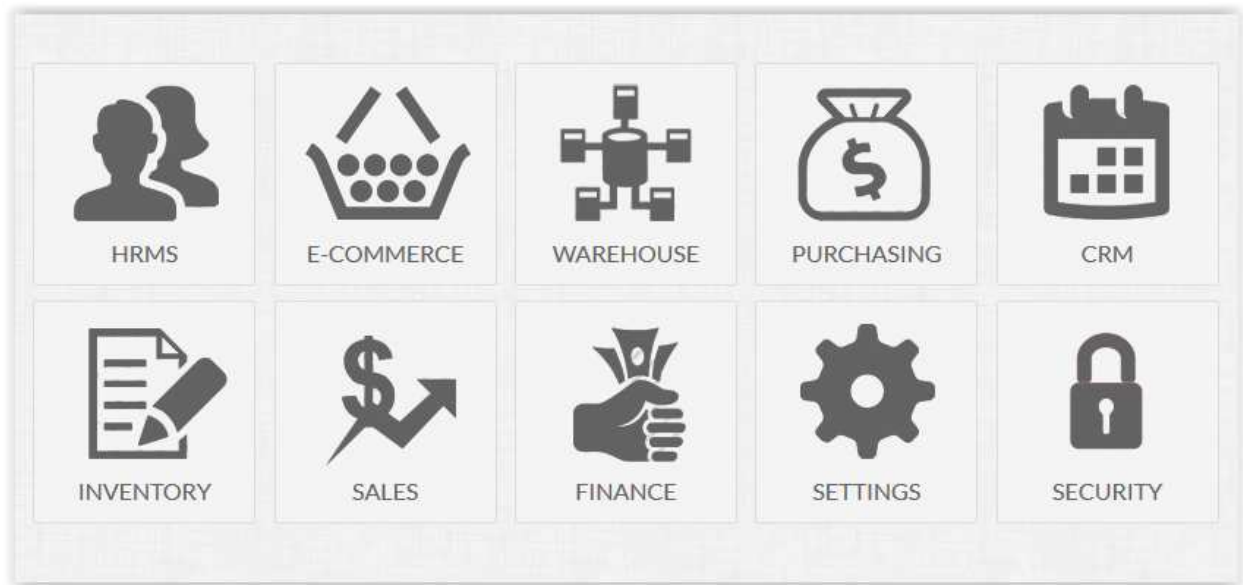 HRMS
E-COMMERCE
WAREHOUSE
PURCHASING
CRM
INVENTORY
SALES
FINANCE
SETTINGS
SECURITY